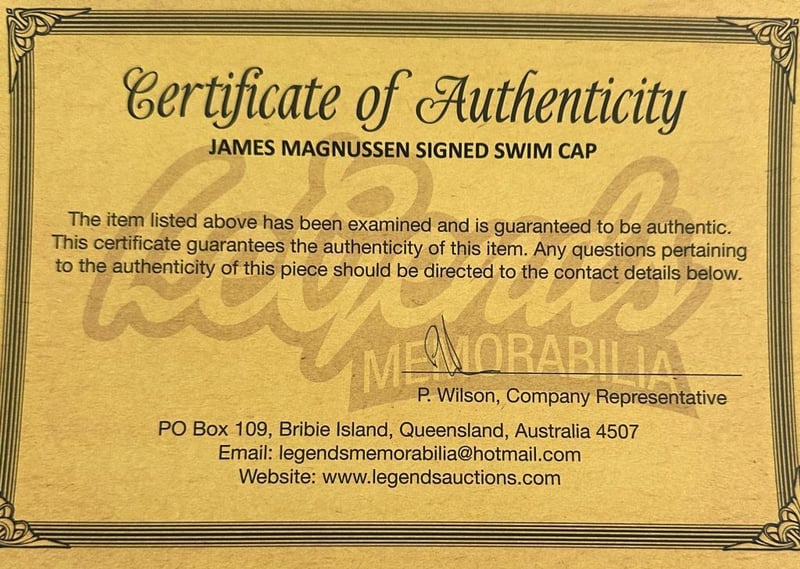 Certificate of Authenticity
JAMES MAGNUSSEN SIGNED SWIM CAP
The item listed above has been examined and is guaranteed to be authentic.
This certificate guarantees the authenticity of this item. Any questions pertaining
to the authenticity of this piece should be directed to the contact details below.
Legends
MEMORABILIA
P. Wilson, Company Representative
PO Box 109, Bribie Island, Queensland, Australia 4507
Email: legendsmemorabilia@hotmail.com
Website: www.legendsauctions.com